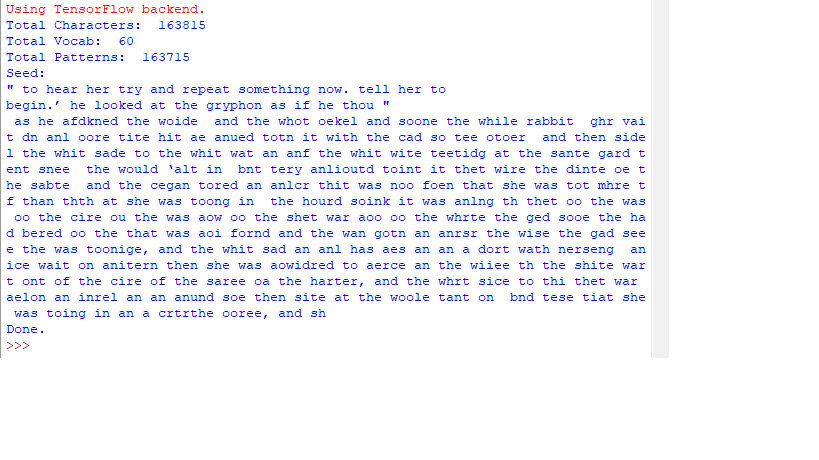 Using TensorFlow backend.
Total Characters:  163815
Total Vocab:  60
Total Patterns:  163715
Seed:
" to hear her try and repeat something now. tell her to
begin.’ he looked at the gryphon as if he thou "
 as he afdkned the woide  and the whot oekel and soone the while rabbit  ghr vai
t dn anl oore tite hit ae anued totn it with the cad so tee otoer  and then side
l the whit sade to the whit wat an anf the whit wite teetidg at the sante gard t
ent snee  the would ‘alt in  bnt tery anlioutd toint it thet wire the dinte oe t
he sabte  and the cegan tored an anlcr thit was noo foen that she was tot mhre t
f than thth at she was toong in  the hourd soink it was anlng th thet oo the was
 oo the cire ou the was aow oo the shet war aoo oo the whrte the ged sooe the ha
d bered oo the that was aoi fornd and the wan gotn an anrsr the wise the gad see
e the was toonige, and the whit sad an anl has aes an an a dort wath nerseng  an
ice wait on anitern then she was aowidred to aerce an the wiiee th the shite war
t ont of the cire of the saree oa the harter, and the whrt sice to thi thet war 
aelon an inrel an an anund soe then site at the woole tant on  bnd tese tiat she
 was toing in an a crtrthe ooree, and sh
Done.
>>>